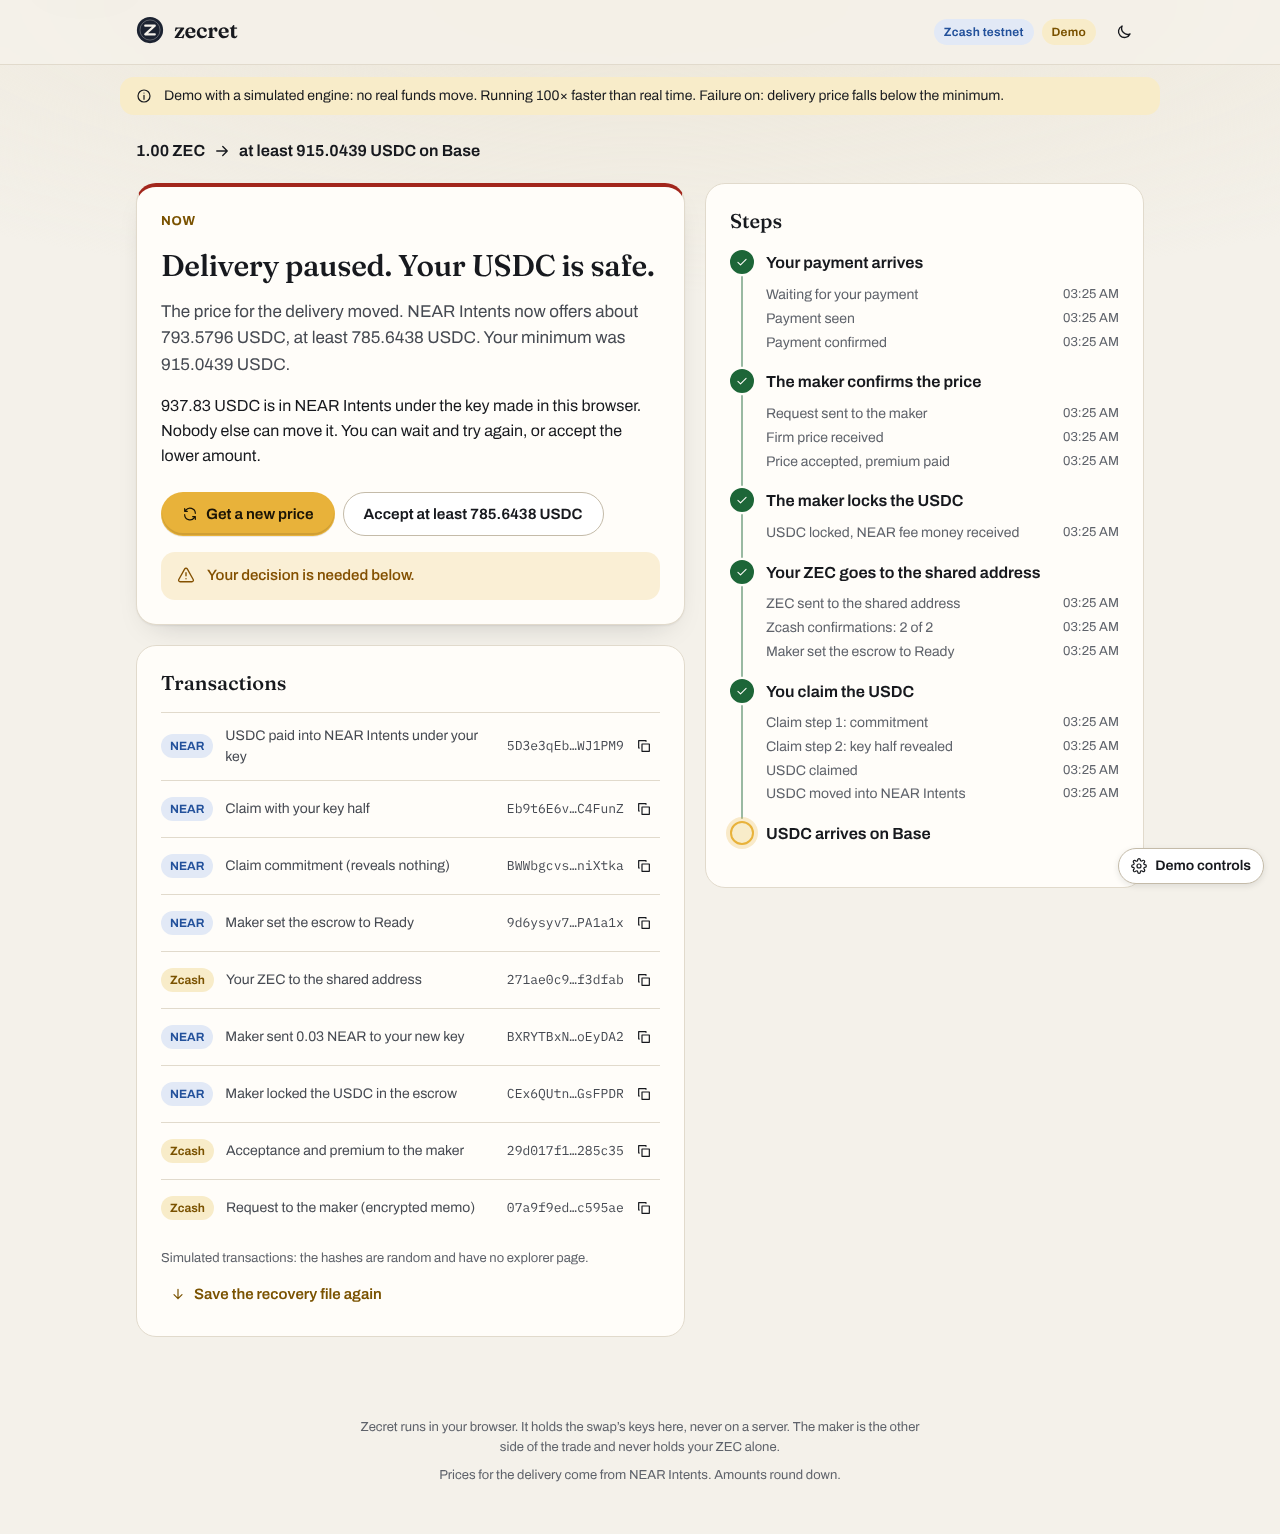 zecret
Zcash testnet
Demo
Demo with a simulated engine: no real funds move. Running 100× faster than real time. Failure on: delivery price falls below the minimum.
1.00 ZEC → at least 915.0439 USDC on Base
NOW
Delivery paused. Your USDC is safe.
The price for the delivery moved. NEAR Intents now offers about
793.5796 USDC, at least 785.6438 USDC. Your minimum was
915.0439 USDC.
937.83 USDC is in NEAR Intents under the key made in this browser.
Nobody else can move it. You can wait and try again, or accept the
lower amount.
Get a new price
Accept at least 785.6438 USDC
Your decision is needed below.
Transactions
NEAR USDC paid into NEAR Intents under your
key
5D3e3qEb…WJ1PM9
NEAR Claim with your key half Eb9t6E6v…C4FunZ
NEAR Claim commitment (reveals nothing) BWWbgcvs…niXtka
NEAR Maker set the escrow to Ready 9d6ysyv7…PA1a1x
Zcash Your ZEC to the shared address 271ae0c9…f3dfab
NEAR Maker sent 0.03 NEAR to your new key BXRYTBxN…oEyDA2
NEAR Maker locked the USDC in the escrow CEx6QUtn…GsFPDR
Zcash Acceptance and premium to the maker 29d017f1…285c35
Zcash Request to the maker (encrypted memo) 07a9f9ed…c595ae
Simulated transactions: the hashes are random and have no explorer page.
Save the recovery file again
Steps
Your payment arrives
Waiting for your payment 03:25 AM
Payment seen 03:25 AM
Payment confirmed 03:25 AM
The maker confirms the price
Request sent to the maker 03:25 AM
Firm price received 03:25 AM
Price accepted, premium paid 03:25 AM
The maker locks the USDC
USDC locked, NEAR fee money received 03:25 AM
Your ZEC goes to the shared address
ZEC sent to the shared address 03:25 AM
Zcash confirmations: 2 of 2 03:25 AM
Maker set the escrow to Ready 03:25 AM
You claim the USDC
Claim step 1: commitment 03:25 AM
Claim step 2: key half revealed 03:25 AM
USDC claimed 03:25 AM
USDC moved into NEAR Intents 03:25 AM
USDC arrives on Base
Demo controls
Zecret runs in your browser. It holds the swap's keys here, never on a server. The maker is the other
side of the trade and never holds your ZEC alone.
Prices for the delivery come from NEAR Intents. Amounts round down.